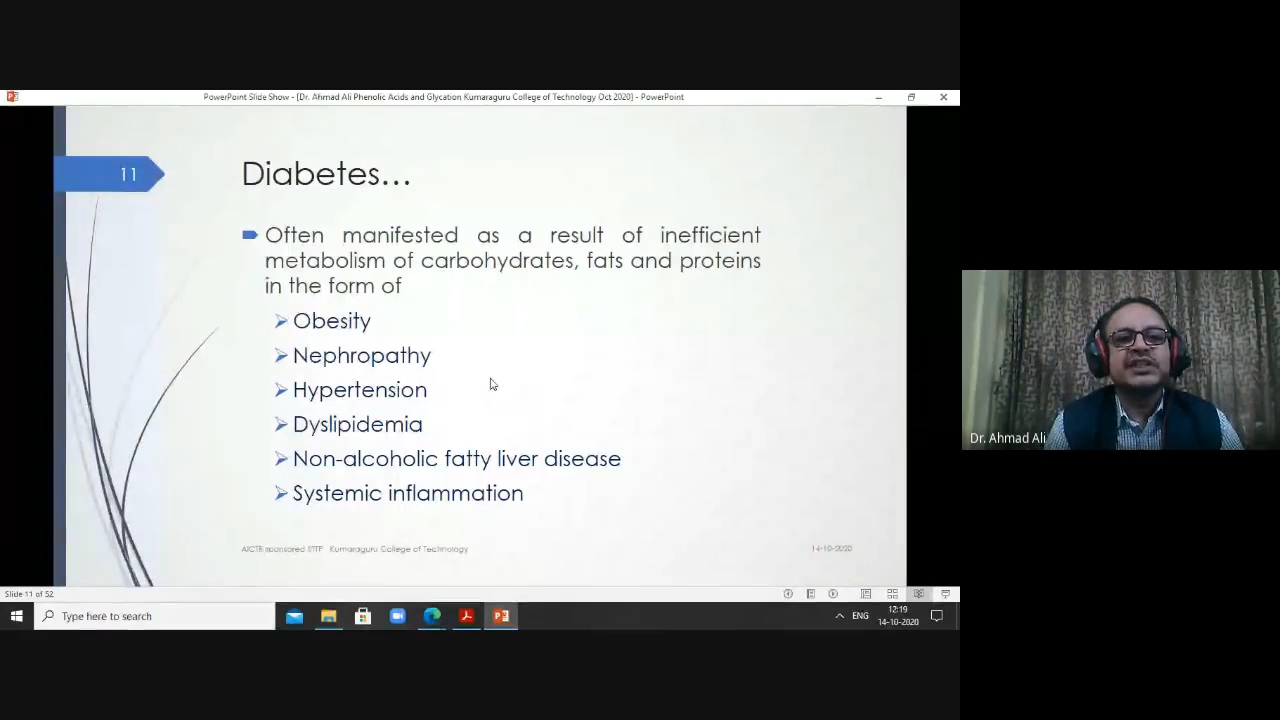 PowerPoint Slide Show - [Dr. Ahmad Ali Phenolic Acids and Glycation Kumaraguru College of Technology Oct 2020] - PowerPoint
11
Diabetes...
Often manifested as a result of inefficient
metabolism of carbohydrates, fats and proteins
in the form of
Obesity
Nephropathy
Hypertension
Dyslipidemia
Non-alcoholic fatty liver disease
Systemic inflammation
Dr. Ahmad Ali
sponsored Kumaraguru College of Technology
14-10-2020
Slide 11 of 52
Type here to search
ENG
12:19
14-10-2020